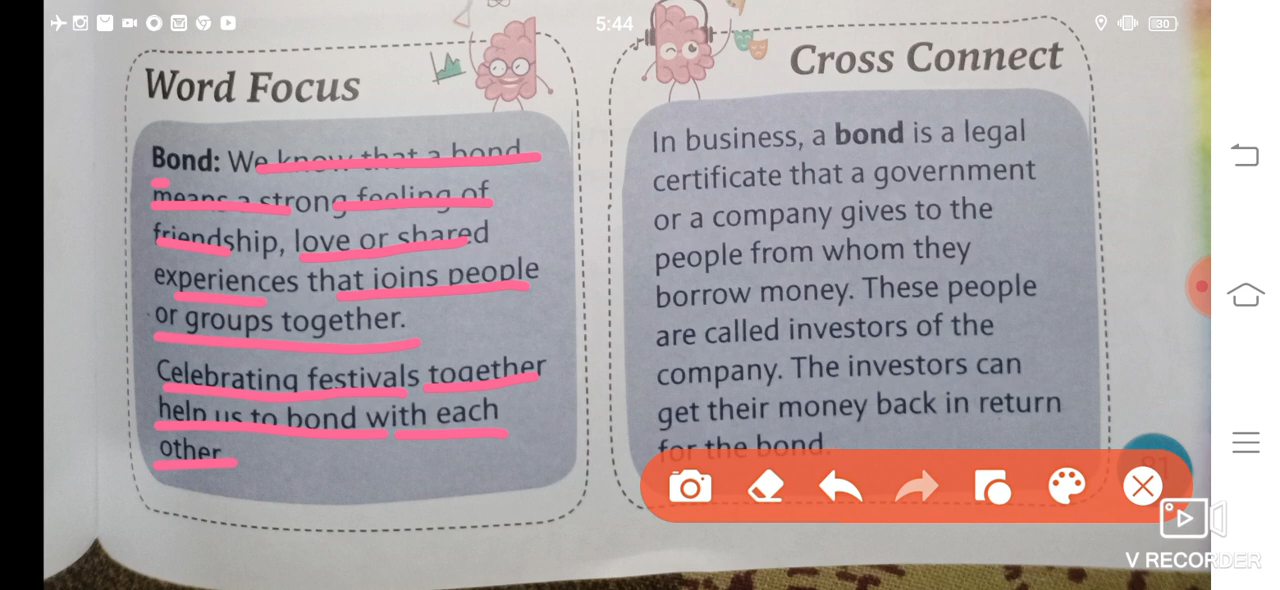 5:44
30
Word Focus
Bond: We know that a bond
means a strong feeling of
friendship, love or shared
experiences that joins people
or groups together.
Celebrating festivals together
help us to bond with each
other
Cross Connect
In business, a bond is a legal
certificate that a government
or a company gives to the
people from whom they
borrow money. These people
are called investors of the
company. The investors can
get their money back in return
for the bond.
V RECORDER